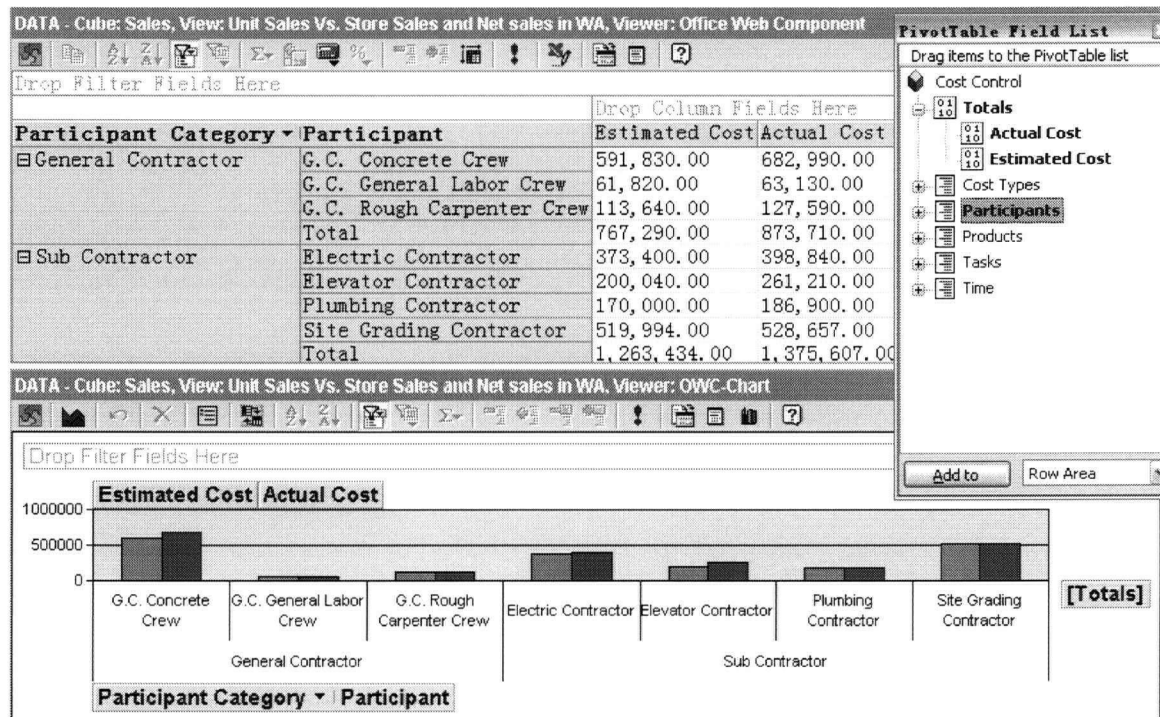 DATA - Cube: Sales, View: Unit Sales Vs. Store Sales and Net sales in WA, Viewer: Office Web Component
Drop Filter Fields Here
Drop Column Fields Here
Participant Category Participant Estimated Cost Actual Cost
General Contractor G.C. Concrete Crew 591,830.00 682,990.00
G.C. General Labor Crew 61,820.00 63,130.00
G.C. Rough Carpenter Crew 113,640.00 127,590.00
Total 767,290.00 873,710.00
Sub Contractor Electric Contractor 373,400.00 398,840.00
Elevator Contractor 200,040.00 261,210.00
Plumbing Contractor 170,000.00 186,900.00
Site Grading Contractor 519,994.00 528,657.00
Total 1,263,434.00 1,375,607.00
PivotTable Field List
Drag items to the PivotTable list
Cost Control
Totals
Actual Cost
Estimated Cost
Cost Types
Participants
Products
Tasks
Time
Add to Row Area
DATA - Cube: Sales, View: Unit Sales Vs. Store Sales and Net sales in WA, Viewer: OWC-Chart
Drop Filter Fields Here
Estimated Cost Actual Cost
1000000
500000
0
G.C. Concrete Crew
G.C. General Labor Crew
G.C. Rough Carpenter Crew
Electric Contractor
Elevator Contractor
Plumbing Contractor
Site Grading Contractor
[Totals]
General Contractor Sub Contractor
Participant Category Participant